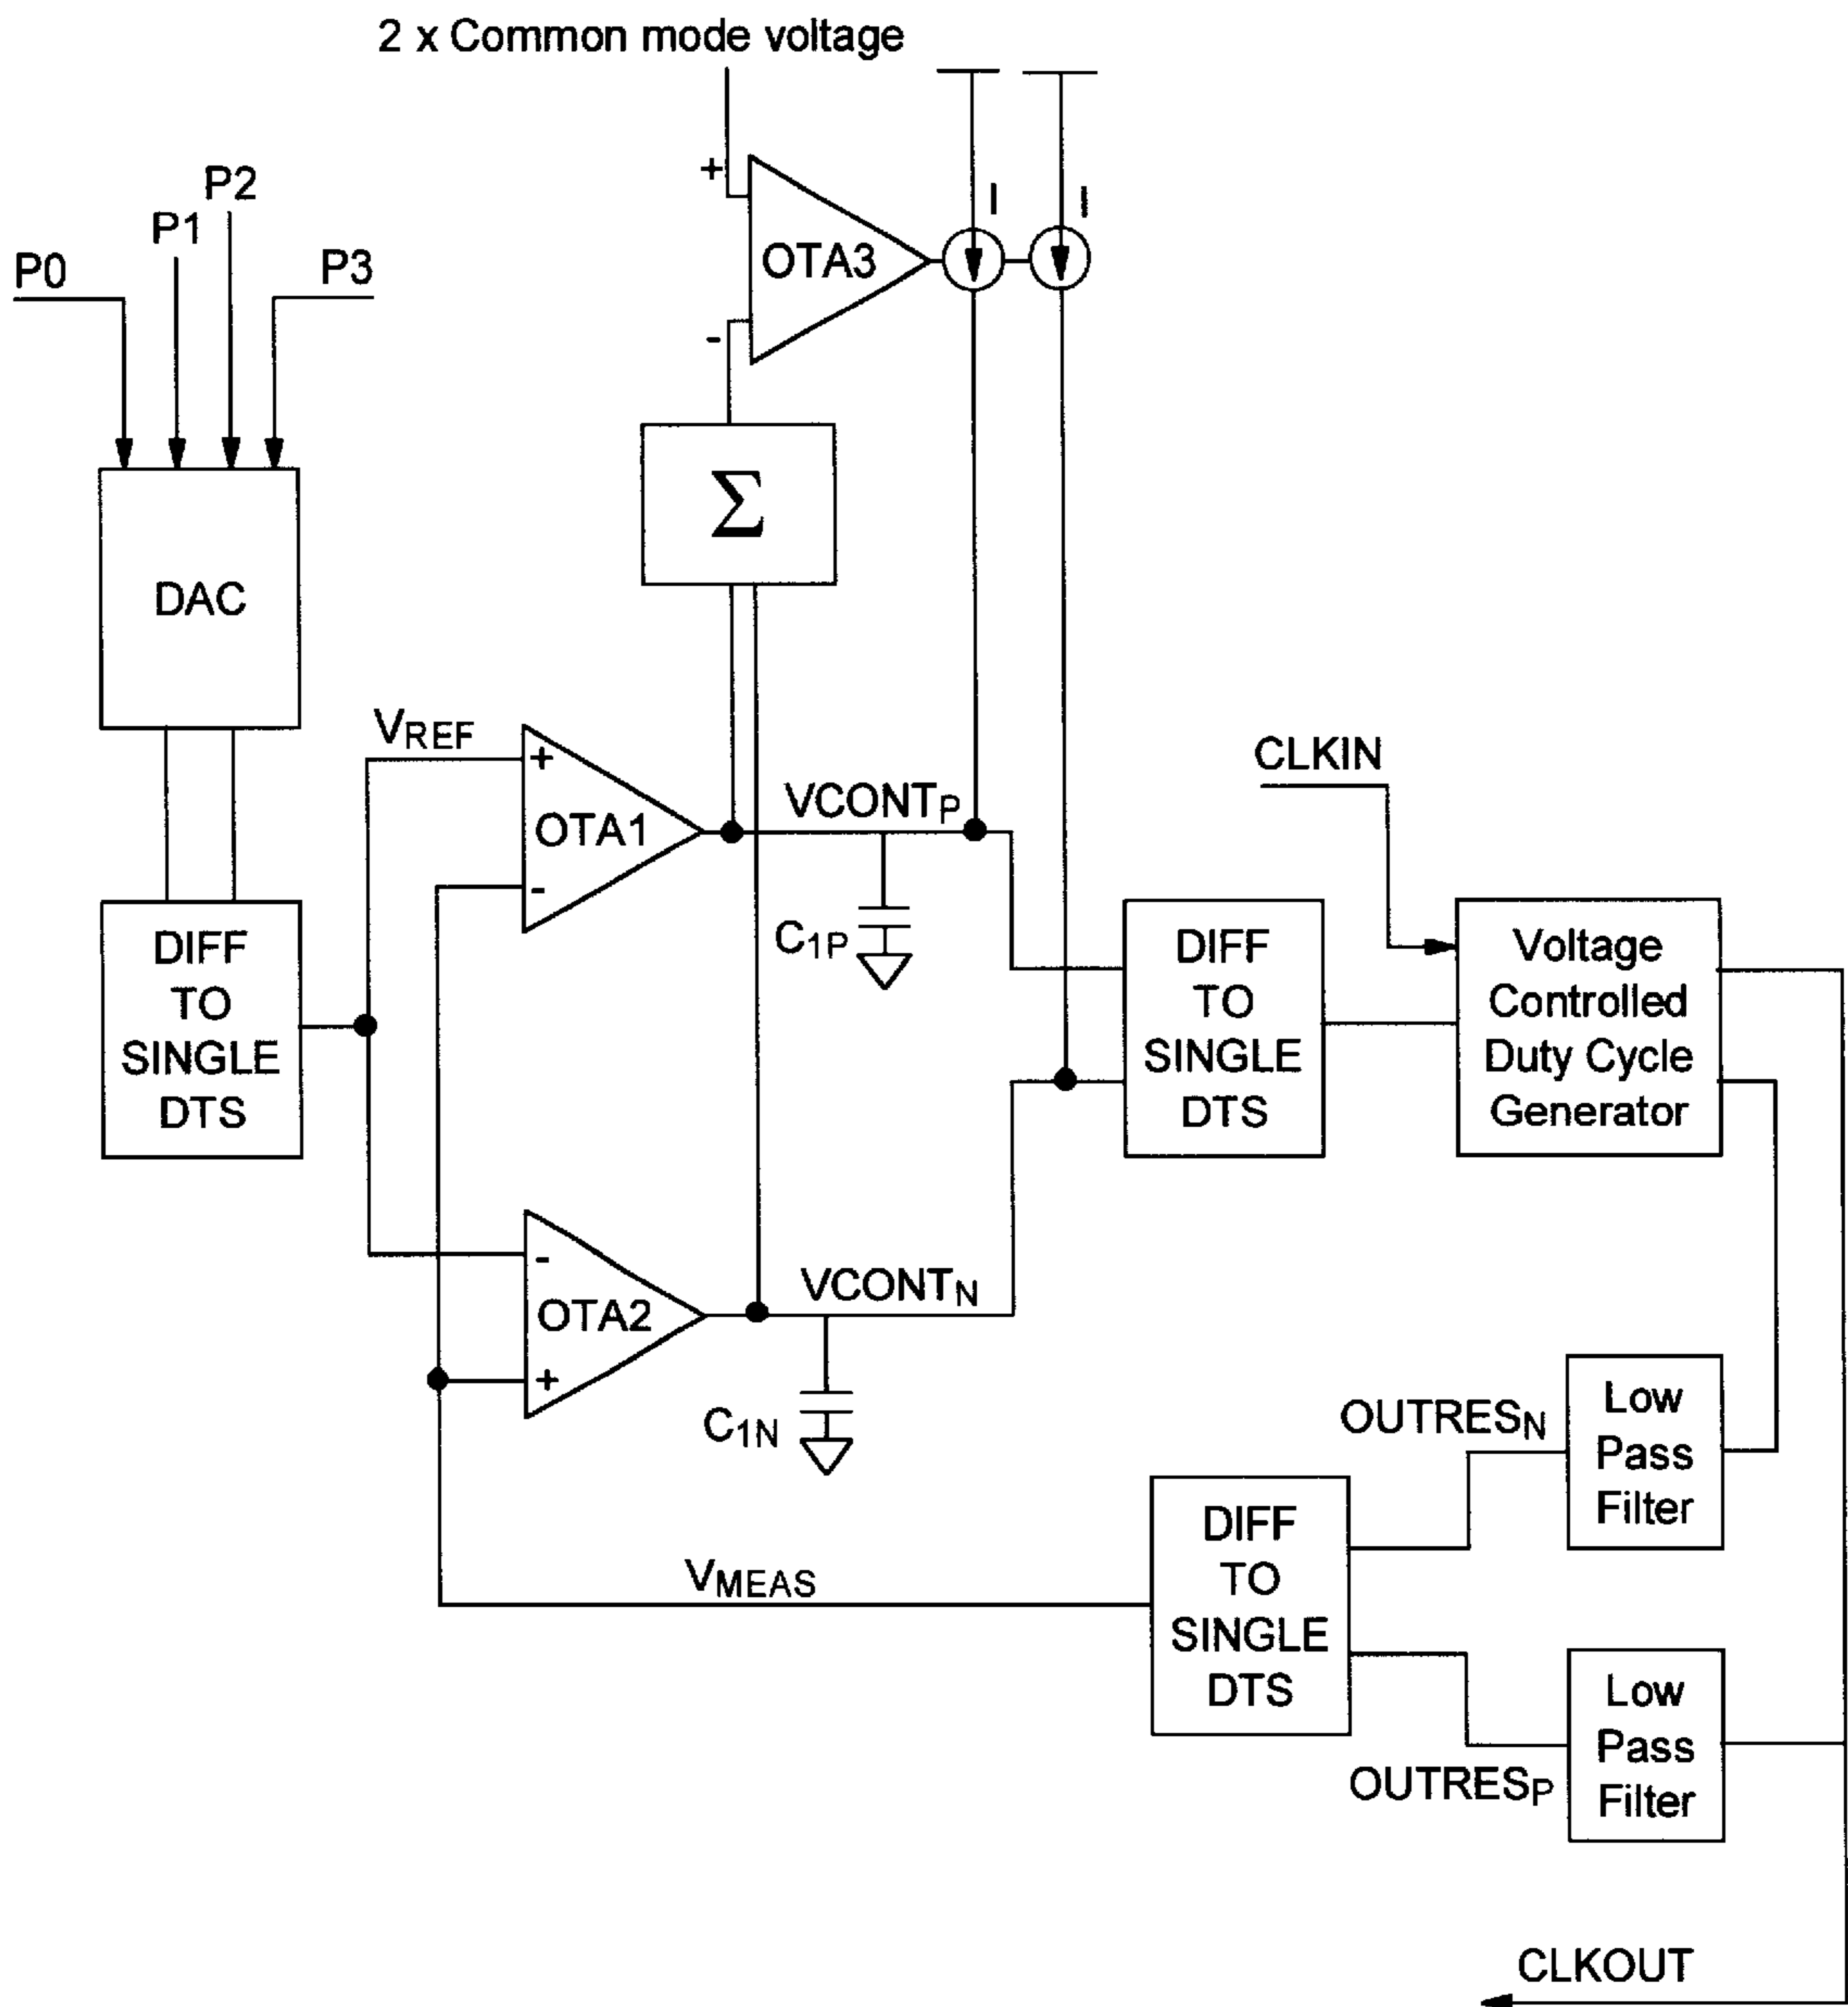 2 x Common mode voltage
P2
P1
P0
P3
+
I
I
OTA3
-
Σ
DAC
VREF
+
OTA1
-
VCONTP
CLKIN
C1P
DIFF
TO
SINGLE
DTS
DIFF
TO
SINGLE
DTS
Voltage
Controlled
Duty Cycle
Generator
-
OTA2
+
VCONTN
C1N
OUTRESN
Low
Pass
Filter
VMEAS
DIFF
TO
SINGLE
DTS
OUTRESP
Low
Pass
Filter
CLKOUT